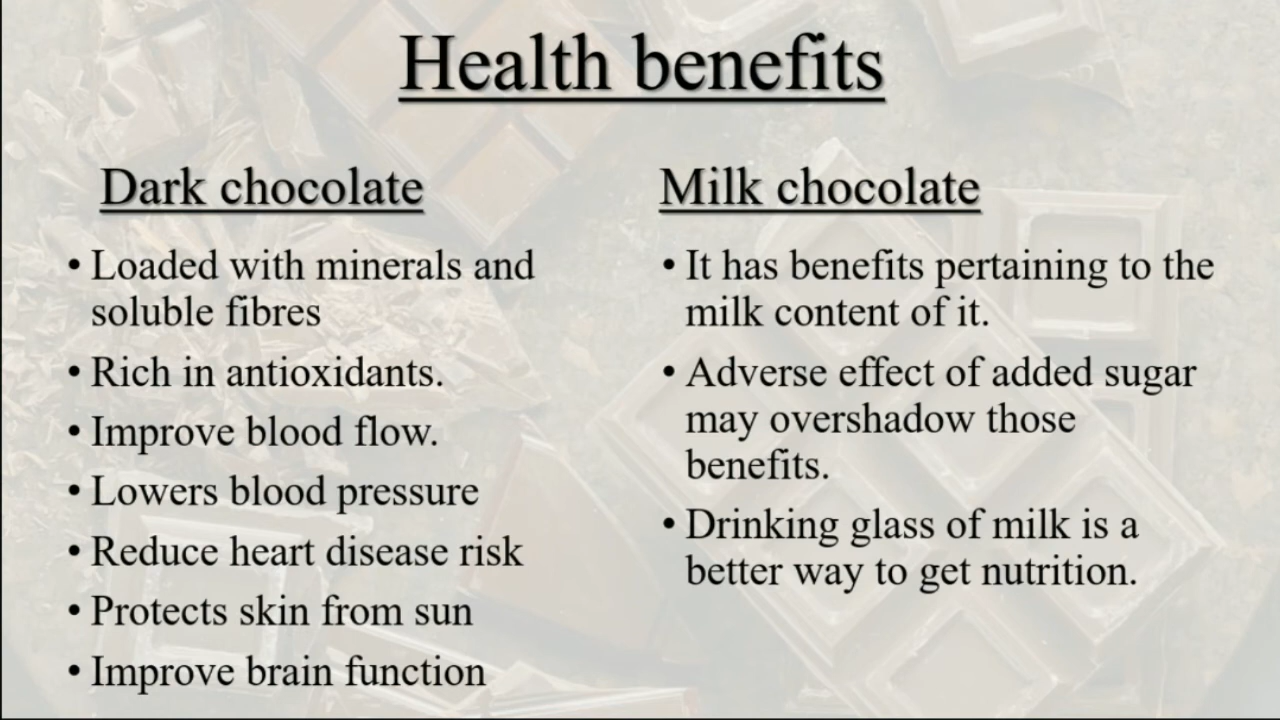 Health benefits
Dark chocolate
• Loaded with minerals and
soluble fibres
• Rich in antioxidants.
• Improve blood flow.
• Lowers blood pressure
• Reduce heart disease risk
• Protects skin from sun
• Improve brain function
Milk chocolate
• It has benefits pertaining to the
milk content of it.
• Adverse effect of added sugar
may overshadow those
benefits.
• Drinking glass of milk is a
better way to get nutrition.